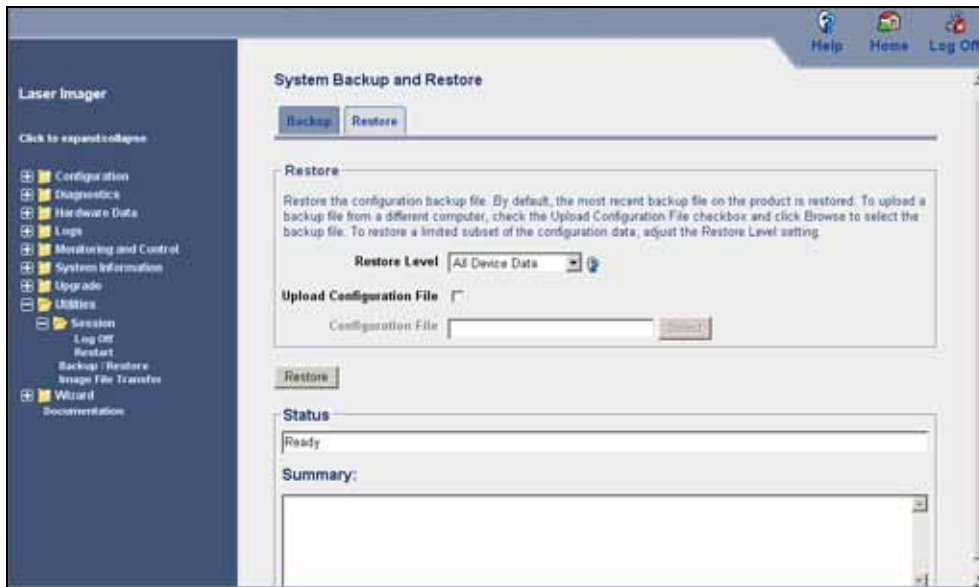 Help Home Log Off
Laser Imager
System Backup and Restore
Click to expand/collapse
Backup Restore
Configuration
Diagnostics
Hardware Data
Logs
Monitoring and Control
System Information
Upgrade
Utilities
Session
Log Off
Restart
Backup / Restore
Image File Transfer
Wizard
Documentation
Restore
Restore the configuration backup file. By default, the most recent backup file on the product is restored. To upload a
backup file from a different computer, check the Upload Configuration File checkbox and click Browse to select the
backup file. To restore a limited subset of the configuration data, adjust the Restore Level setting.
Restore Level All Device Data
Upload Configuration File
Configuration File Select
Restore
Status
Ready
Summary: